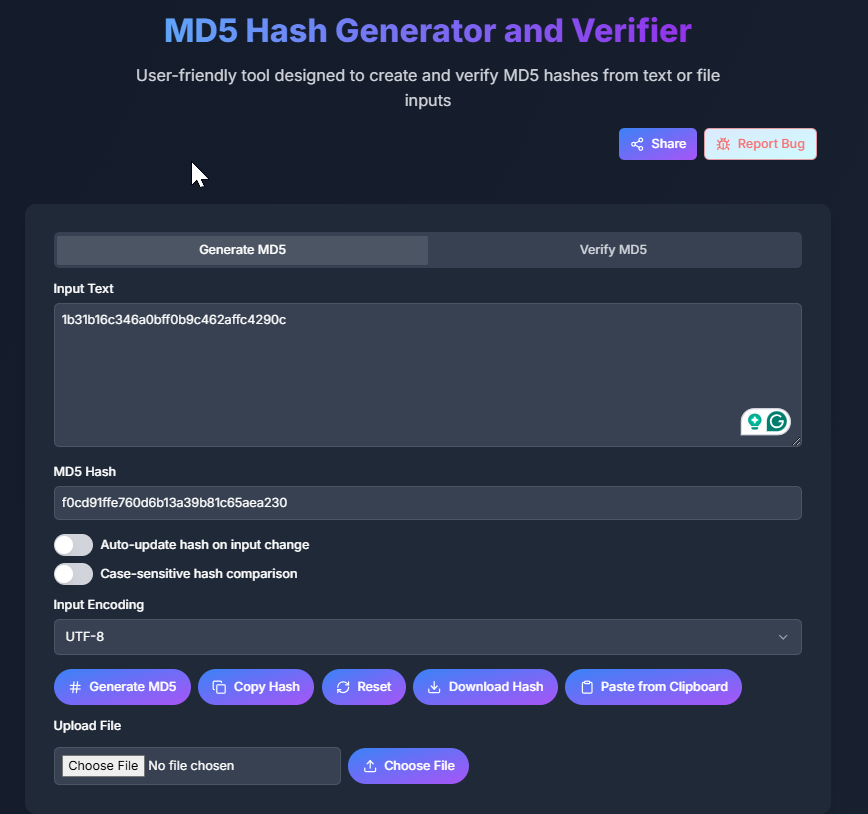 MD5 Hash Generator and Verifier
User-friendly tool designed to create and verify MD5 hashes from text or file
inputs
Share Report Bug
Generate MD5 Verify MD5
Input Text
1b31b16c346a0bff0b9c462affc4290c
MD5 Hash
f0cd91ffe760d6b13a39b81c65aea230
Auto-update hash on input change
Case-sensitive hash comparison
Input Encoding
UTF-8
# Generate MD5 Copy Hash Reset Download Hash Paste from Clipboard
Upload File
Choose File No file chosen Choose File